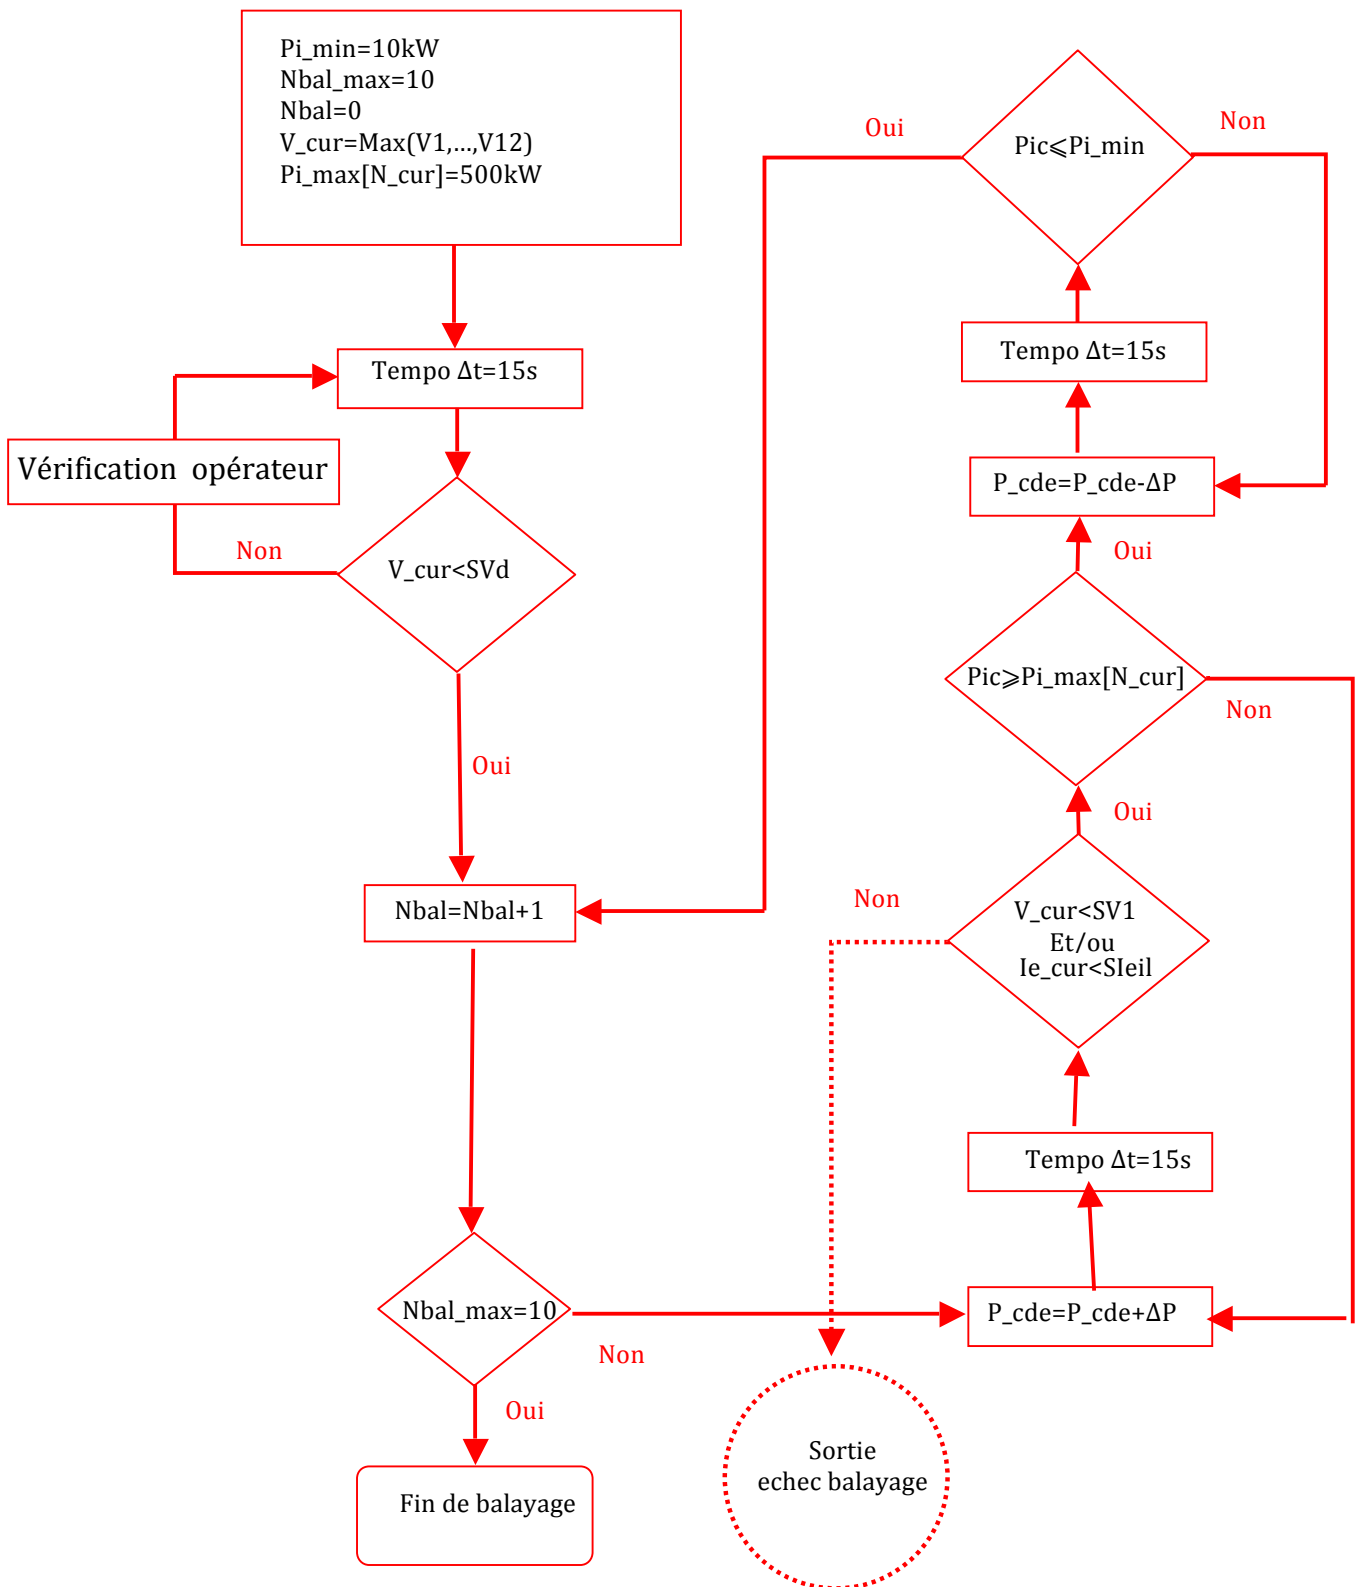 Pi_min=10kW
Nbal_max=10
Nbal=0
V_cur=Max(V1,...,V12)
Pi_max[N_cur]=500kW
Tempo Δt=15s
Vérification opérateur
Non
V_cur<SVd
Oui
Nbal=Nbal+1
Nbal_max=10
Non
Oui
Fin de balayage
Oui
Pic⩽Pi_min
Non
Tempo Δt=15s
P_cde=P_cde-ΔP
Oui
Pic⩾Pi_max[N_cur]
Non
Oui
Non
V_cur<SV1
Et/ou
Ie_cur<SIeil
Tempo Δt=15s
P_cde=P_cde+ΔP
Sortie
echec balayage